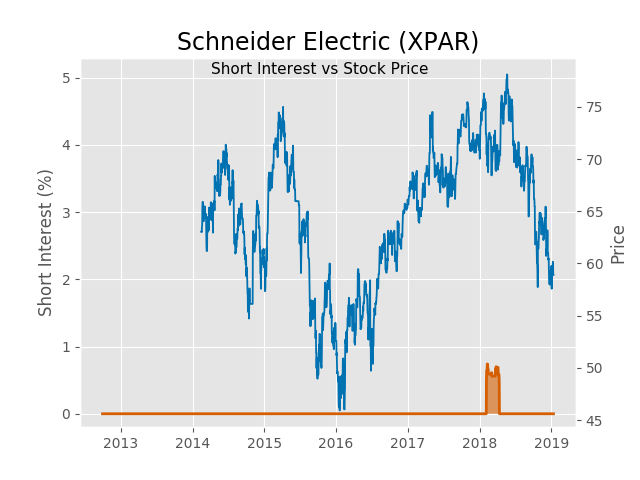 Schneider Electric (XPAR)
Short Interest vs Stock Price
Short Interest (%)
5
4
3
2
1
0
75
70
65
60
55
50
45
Price
2013 2014 2015 2016 2017 2018 2019